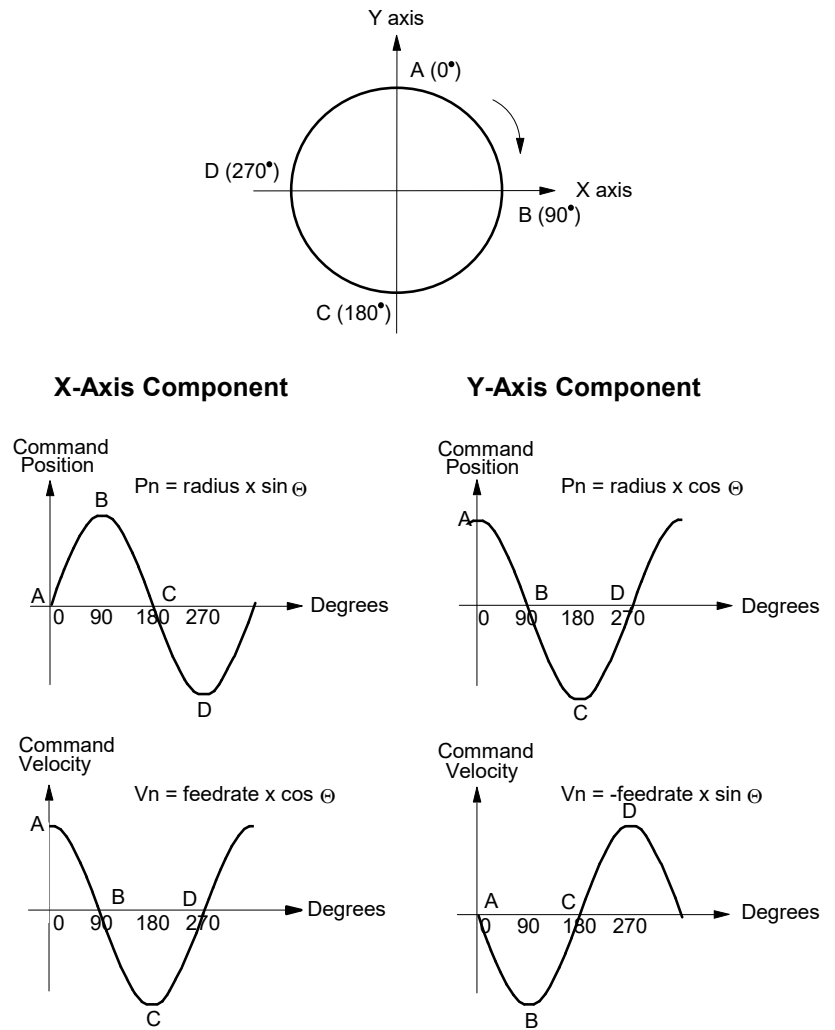 Y axis
A (0•)
D (270•)
X axis
B (90•)
C (180•)
X-Axis Component
Y-Axis Component
Command
Position
Pn = radius x sin Θ
B
A
C
0 90 180 270
Degrees
D
Command
Position
Pn = radius x cos Θ
A
B
D
0 90 180 270
Degrees
C
Command
Velocity
Vn = feedrate x cos Θ
A
B
D
0 90 180 270
Degrees
C
Command
Velocity
Vn = -feedrate x sin Θ
D
A
C
0 90 180 270
Degrees
B